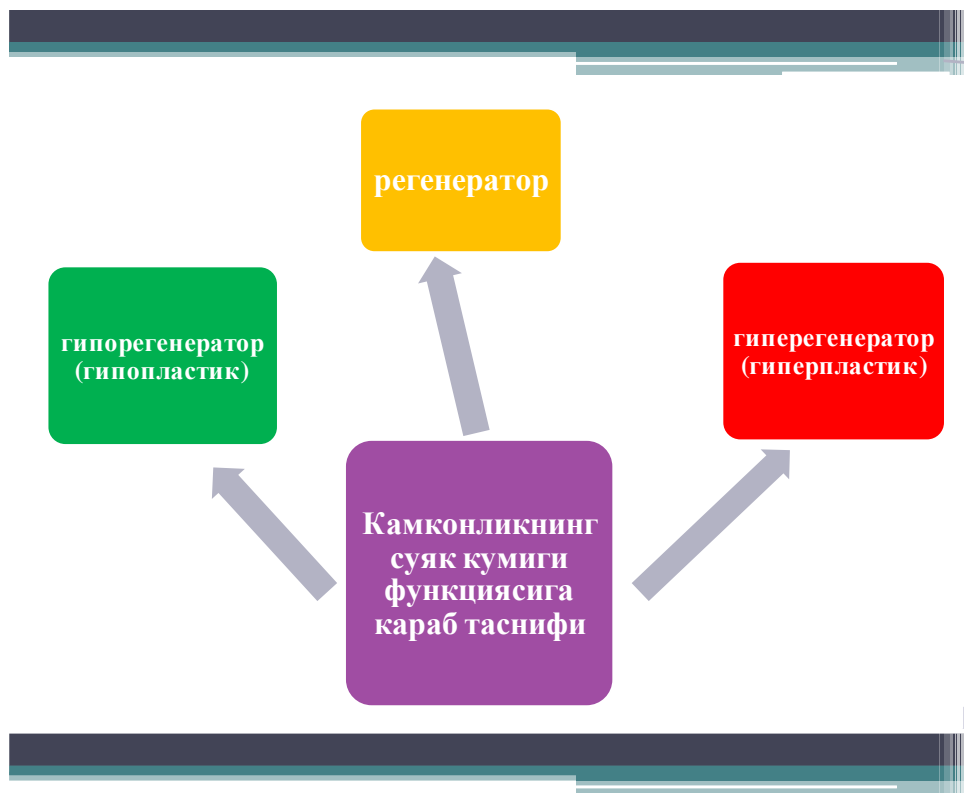 регенератор
гипорегенератор
(гипопластик)
гиперегенератор
(гиперпластик)
Камконликнинг
суяк кумиги
функциясига
караб таснифи